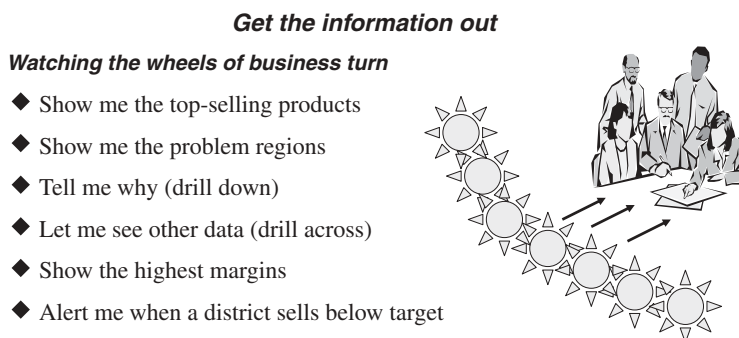 Get the information out
Watching the wheels of business turn
◆ Show me the top-selling products
◆ Show me the problem regions
◆ Tell me why (drill down)
◆ Let me see other data (drill across)
◆ Show the highest margins
◆ Alert me when a district sells below target